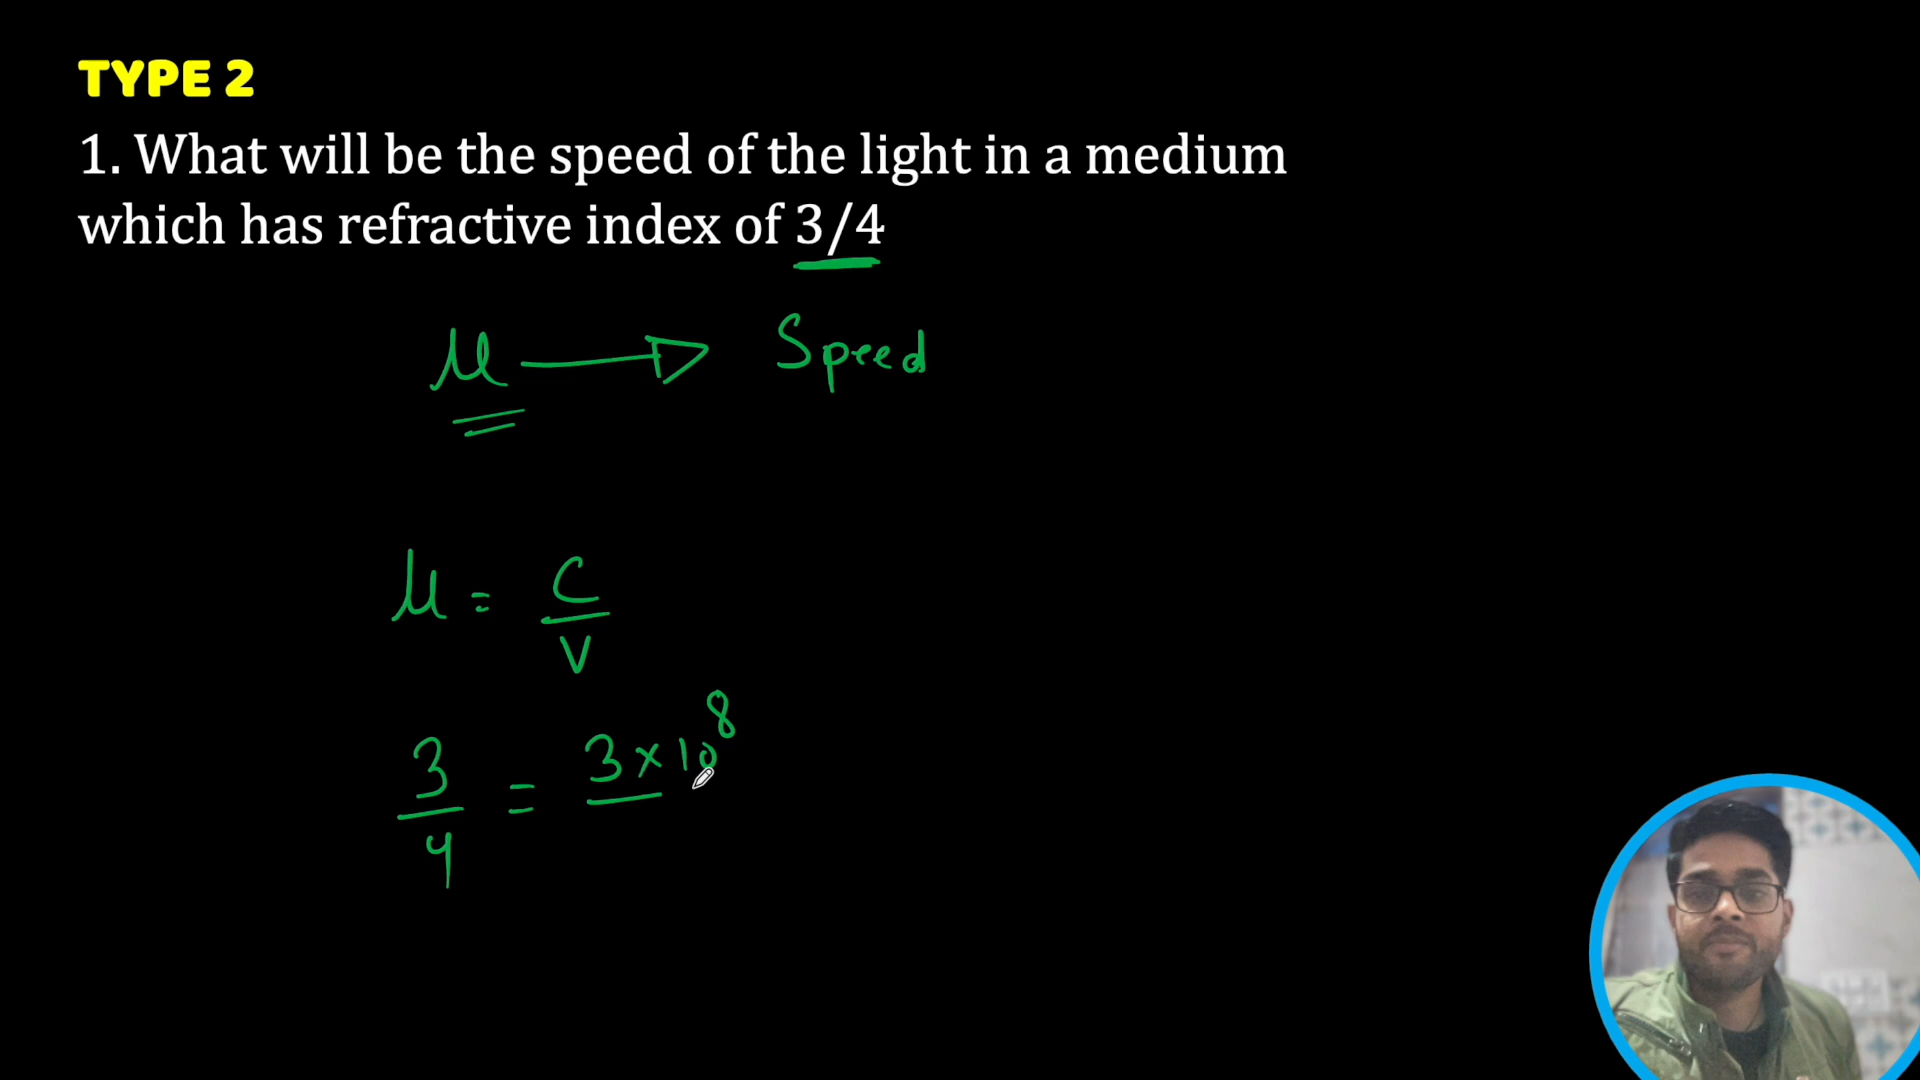 TYPE 2
1. What will be the speed of the light in a medium
which has refractive index of 3/4
μ → Speed
μ = C/V
3/4 = 3 × 10⁸